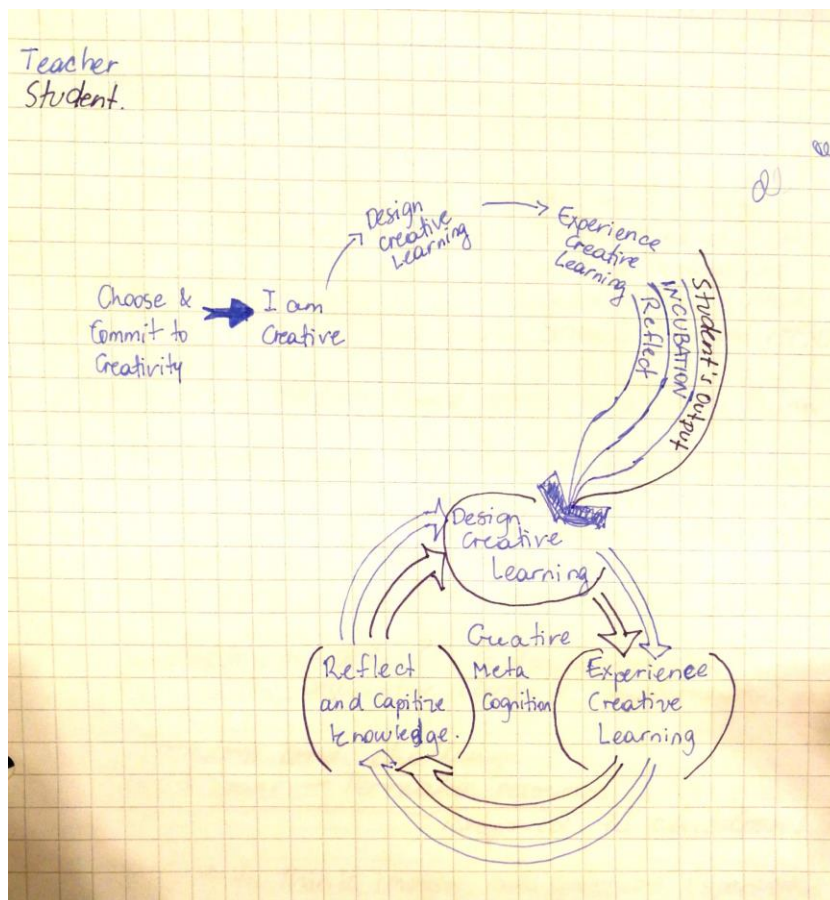 Teacher
Student.
Choose &
Commit to
Creativity
I am
Creative
Design
Creative
Learning
Experience
Creative
Learning
Reflect
INCUBATION
Student's Output
Design
Creative
Learning
Creative
Meta
Cognition
Reflect
and Capitize
knowledge.
Experience
Creative
Learning